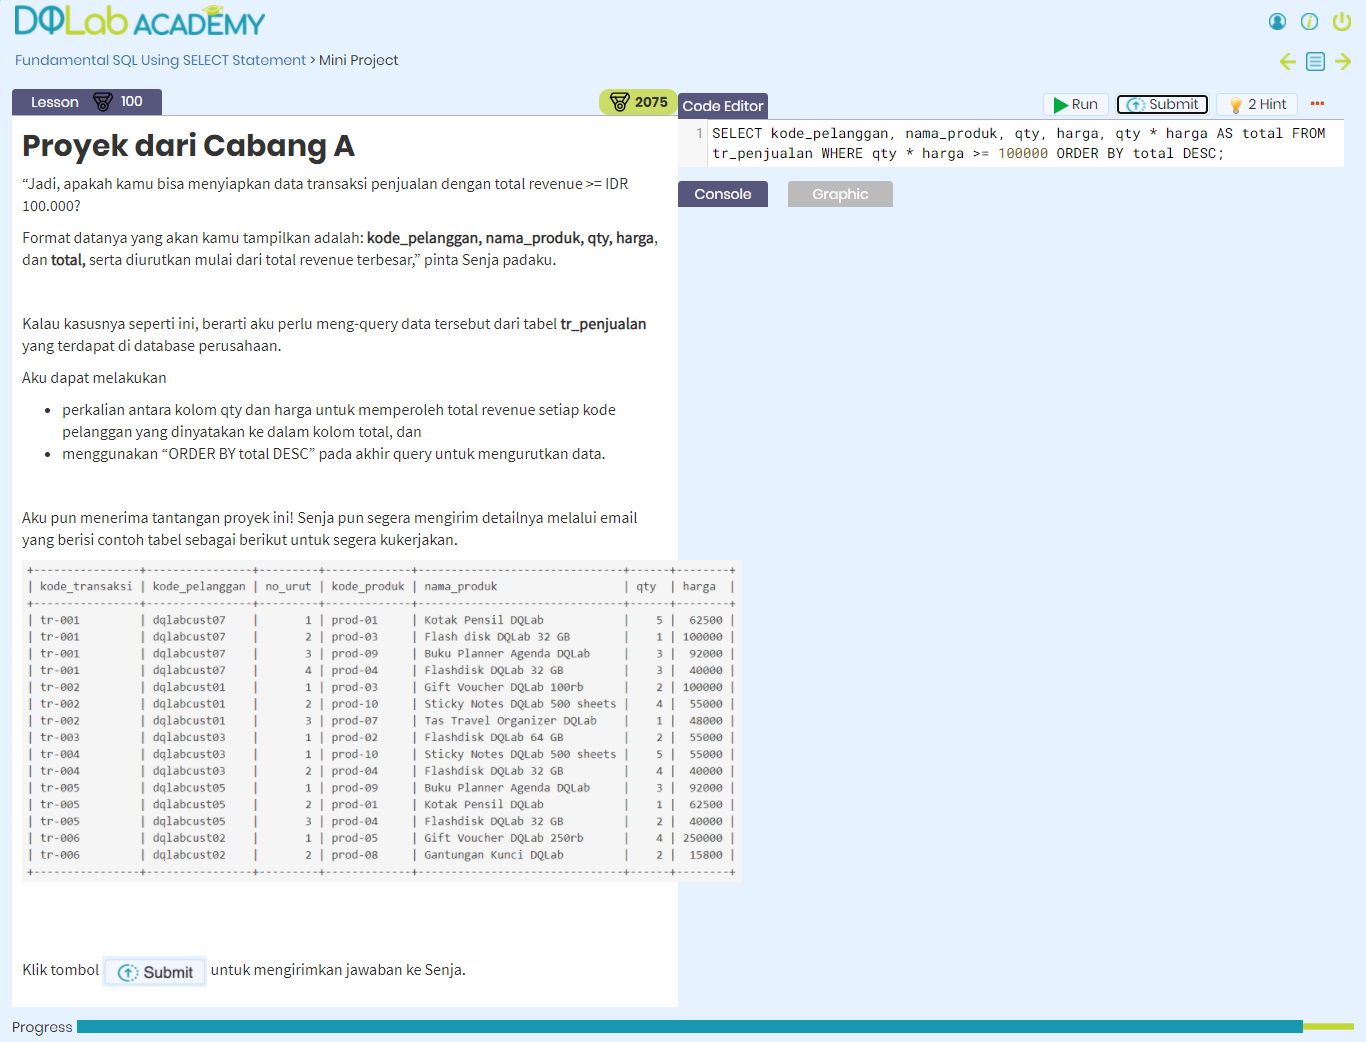 DQLab ACADEMY
Fundamental SQL Using SELECT Statement > Mini Project
Lesson 100
2075
Proyek dari Cabang A
“Jadi, apakah kamu bisa menyiapkan data transaksi penjualan dengan total revenue >= IDR
100.000?
Format datanya yang akan kamu tampilkan adalah: kode_pelanggan, nama_produk, qty, harga,
dan total, serta diurutkan mulai dari total revenue terbesar,” pinta Senja padaku.
Kalau kasusnya seperti ini, berarti aku perlu meng-query data tersebut dari tabel tr_penjualan
yang terdapat di database perusahaan.
Aku dapat melakukan
• perkalian antara kolom qty dan harga untuk memperoleh total revenue setiap kode
pelanggan yang dinyatakan ke dalam kolom total, dan
• menggunakan “ORDER BY total DESC” pada akhir query untuk mengurutkan data.
Aku pun menerima tantangan proyek ini! Senja pun segera mengirim detailnya melalui email
yang berisi contoh tabel sebagai berikut untuk segera kukerjakan.
| kode_transaksi | kode_pelanggan | no_urut | kode_produk | nama_produk | qty | harga |
| tr-001 | dqlabcust07 | 1 | prod-01 | Kotak Pensil DQLab | 5 | 62500 |
| tr-001 | dqlabcust07 | 2 | prod-03 | Flash disk DQLab 32 GB | 1 | 100000 |
| tr-001 | dqlabcust07 | 3 | prod-09 | Buku Planner Agenda DQLab | 3 | 92000 |
| tr-001 | dqlabcust07 | 4 | prod-04 | Flashdisk DQLab 32 GB | 3 | 40000 |
| tr-002 | dqlabcust01 | 1 | prod-03 | Gift Voucher DQLab 100rb | 2 | 100000 |
| tr-002 | dqlabcust01 | 2 | prod-10 | Sticky Notes DQLab 500 sheets | 4 | 55000 |
| tr-002 | dqlabcust01 | 3 | prod-07 | Tas Travel Organizer DQLab | 1 | 48000 |
| tr-003 | dqlabcust03 | 1 | prod-02 | Flashdisk DQLab 64 GB | 2 | 55000 |
| tr-004 | dqlabcust03 | 1 | prod-10 | Sticky Notes DQLab 500 sheets | 5 | 55000 |
| tr-004 | dqlabcust03 | 2 | prod-04 | Flashdisk DQLab 32 GB | 4 | 40000 |
| tr-005 | dqlabcust05 | 1 | prod-09 | Buku Planner Agenda DQLab | 3 | 92000 |
| tr-005 | dqlabcust05 | 2 | prod-01 | Kotak Pensil DQLab | 1 | 62500 |
| tr-005 | dqlabcust05 | 3 | prod-04 | Flashdisk DQLab 32 GB | 2 | 40000 |
| tr-006 | dqlabcust02 | 1 | prod-05 | Gift Voucher DQLab 250rb | 4 | 250000 |
| tr-006 | dqlabcust02 | 2 | prod-08 | Gantungan Kunci DQLab | 2 | 15800 |
Klik tombol Submit untuk mengirimkan jawaban ke Senja.
Code Editor Run Submit 2 Hint
1 SELECT kode_pelanggan, nama_produk, qty, harga, qty * harga AS total FROM
tr_penjualan WHERE qty * harga >= 100000 ORDER BY total DESC;
Console Graphic
Progress